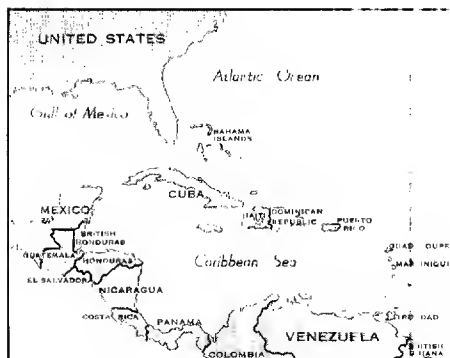 UNITED STATES
Atlantic Ocean
Gulf of Mexico
BAHAMA
ISLANDS
CUBA
MEXICO
HAITI
DOMINICAN
REPUBLIC
PUERTO
RICO
BRITISH
HONDURAS
GUATEMALA
HONDURAS
Caribbean Sea
EL SALVADOR
NICARAGUA
COSTA RICA
PANAMA
VENEZUELA
COLOMBIA